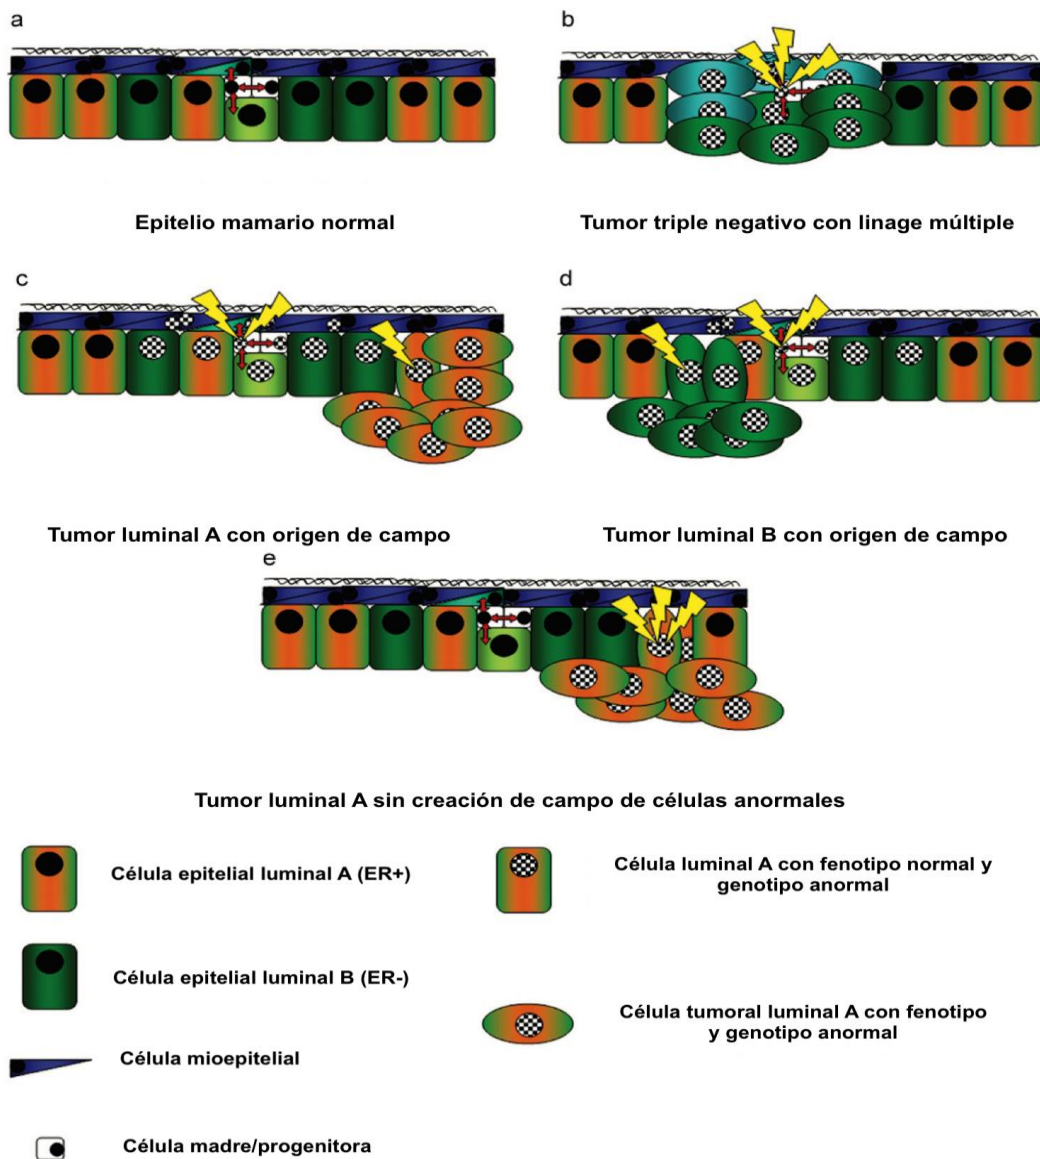 a
b
Epitelio mamario normal
Tumor triple negativo con linage múltiple
c
d
Tumor luminal A con origen de campo
Tumor luminal B con origen de campo
e
Tumor luminal A sin creación de campo de células anormales
Célula epitelial luminal A (ER+)
Célula luminal A con fenotipo normal y
genotipo anormal
Célula epitelial luminal B (ER-)
Célula tumoral luminal A con fenotipo
y genotipo anormal
Célula mioepitelial
Célula madre/progenitora